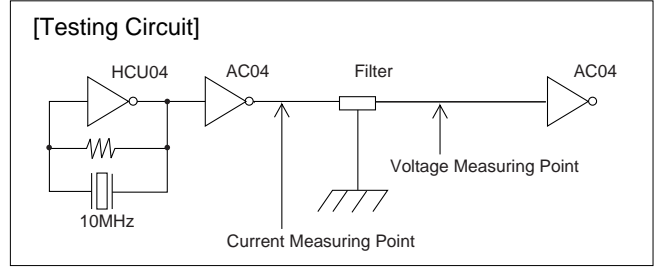 [Testing Circuit]
HCU04
AC04
Filter
AC04
Voltage Measuring Point
10MHz
Current Measuring Point